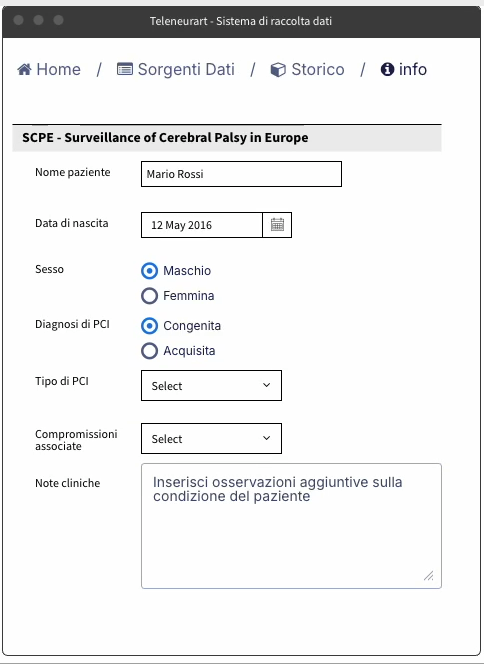 Teleneurart - Sistema di raccolta dati
Home / Sorgenti Dati / Storico / info
SCPE - Surveillance of Cerebral Palsy in Europe
Nome paziente
Mario Rossi
Data di nascita
12 May 2016
Sesso
Maschio
Femmina
Diagnosi di PCI
Congenita
Acquisita
Tipo di PCI
Select
Compromissioni
associate
Select
Note cliniche
Inserisci osservazioni aggiuntive sulla
condizione del paziente